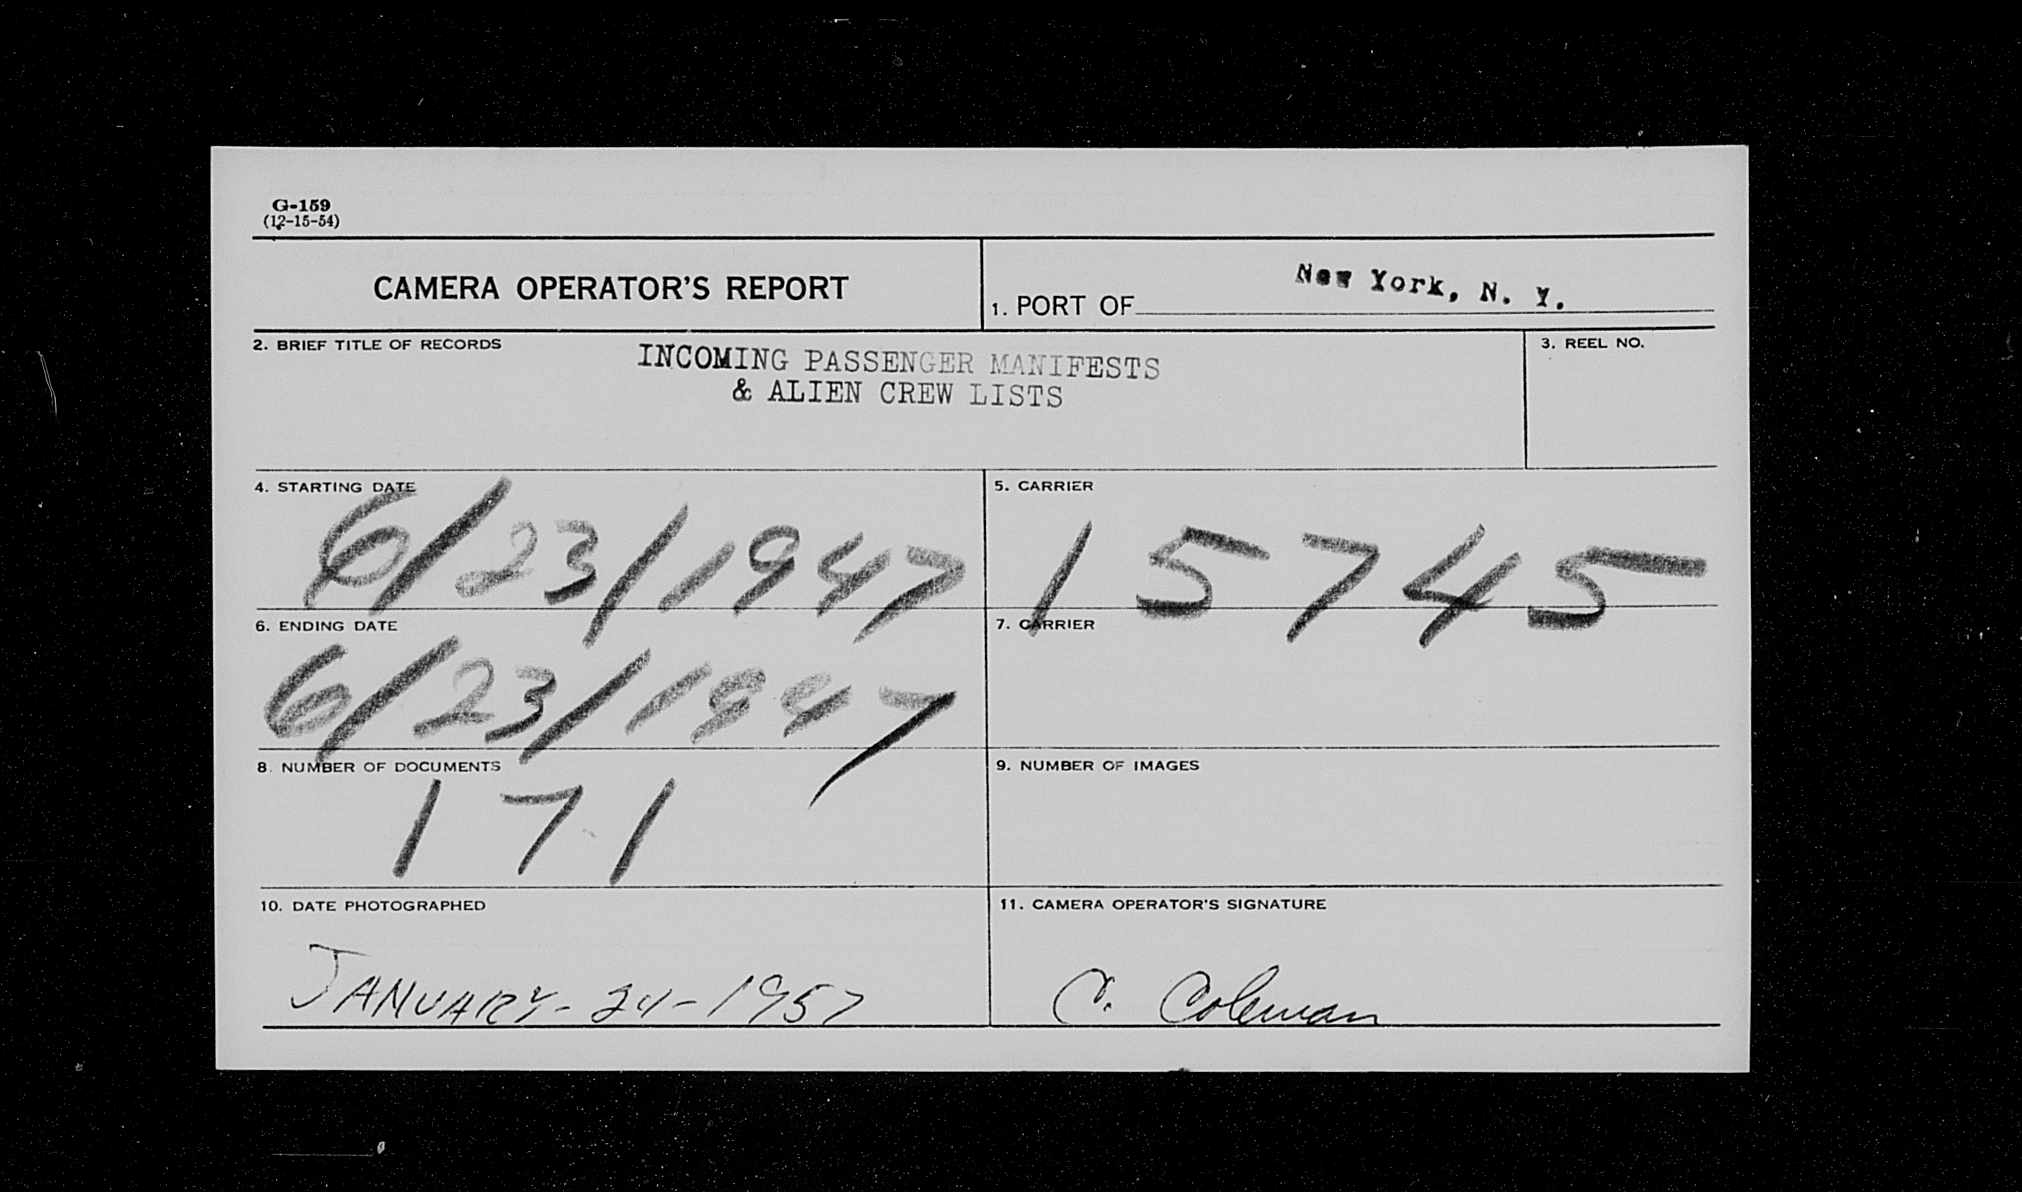 G-159
(12-15-54)
CAMERA OPERATOR'S REPORT
1. PORT OF New York, N. Y.
2. BRIEF TITLE OF RECORDS
INCOMING PASSENGER MANIFESTS
& ALIEN CREW LISTS
3. REEL NO.
4. STARTING DATE
6/23/1947
5. CARRIER
15745
6. ENDING DATE
6/23/1947
7. CARRIER
8. NUMBER OF DOCUMENTS
171
9. NUMBER OF IMAGES
10. DATE PHOTOGRAPHED
JANUARY-24-1957
11. CAMERA OPERATOR'S SIGNATURE
C. Coleman